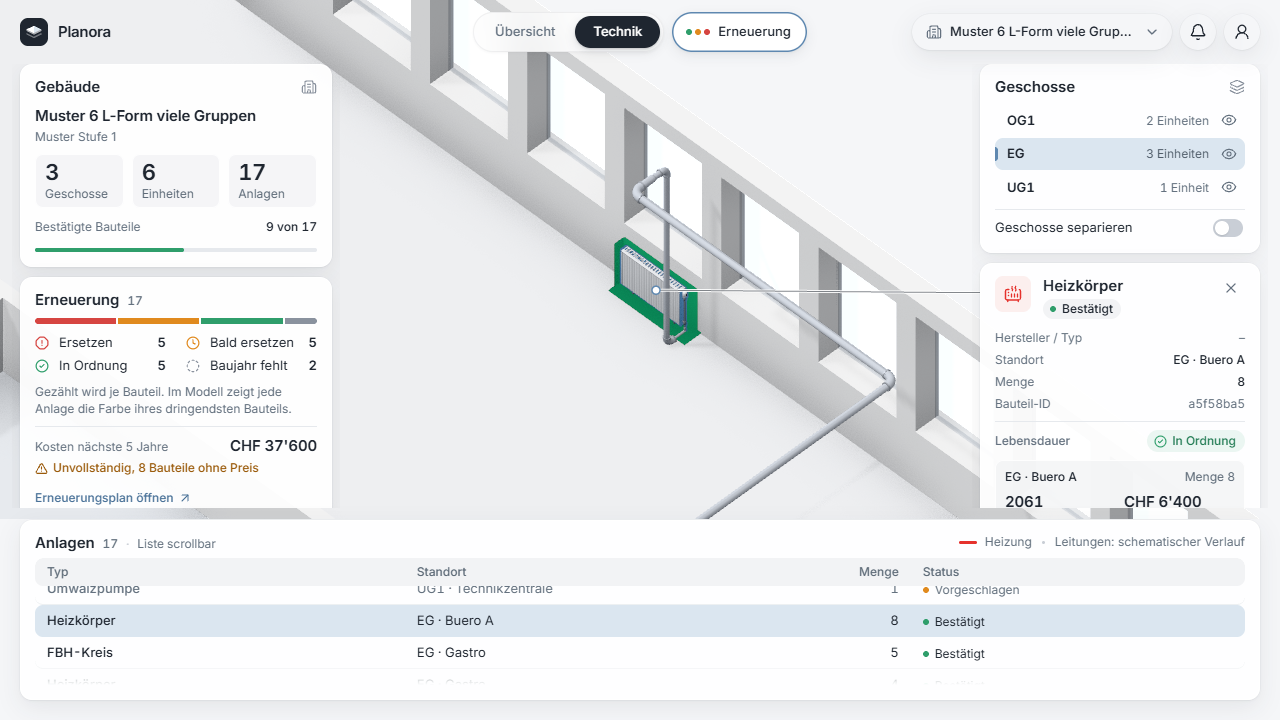 Planora
Übersicht
Technik
Erneuerung
Muster 6 L-Form viele Grup...
Gebäude
Muster 6 L-Form viele Gruppen
Muster Stufe 1
3 6 17
Geschosse Einheiten Anlagen
Bestätigte Bauteile 9 von 17
Erneuerung 17
Ersetzen 5 Bald ersetzen 5
In Ordnung 5 Baujahr fehlt 2
Gezählt wird je Bauteil. Im Modell zeigt jede
Anlage die Farbe ihres dringendsten Bauteils.
Kosten nächste 5 Jahre CHF 37'600
Unvollständig, 8 Bauteile ohne Preis
Erneuerungsplan öffnen
Geschosse
OG1 2 Einheiten
EG 3 Einheiten
UG1 1 Einheit
Geschosse separieren
Heizkörper
Bestätigt
Hersteller / Typ –
Standort EG · Buero A
Menge 8
Bauteil-ID a5f58ba5
Lebensdauer In Ordnung
EG · Buero A Menge 8
2061 CHF 6'400
Anlagen 17 · Liste scrollbar
Heizung · Leitungen: schematischer Verlauf
Typ Standort Menge Status
Umwälzpumpe UG1 · Technikzentrale 1 Vorgeschlagen
Heizkörper EG · Buero A 8 Bestätigt
FBH-Kreis EG · Gastro 5 Bestätigt
Heizkörper EG · Gastro 4 Bestätigt